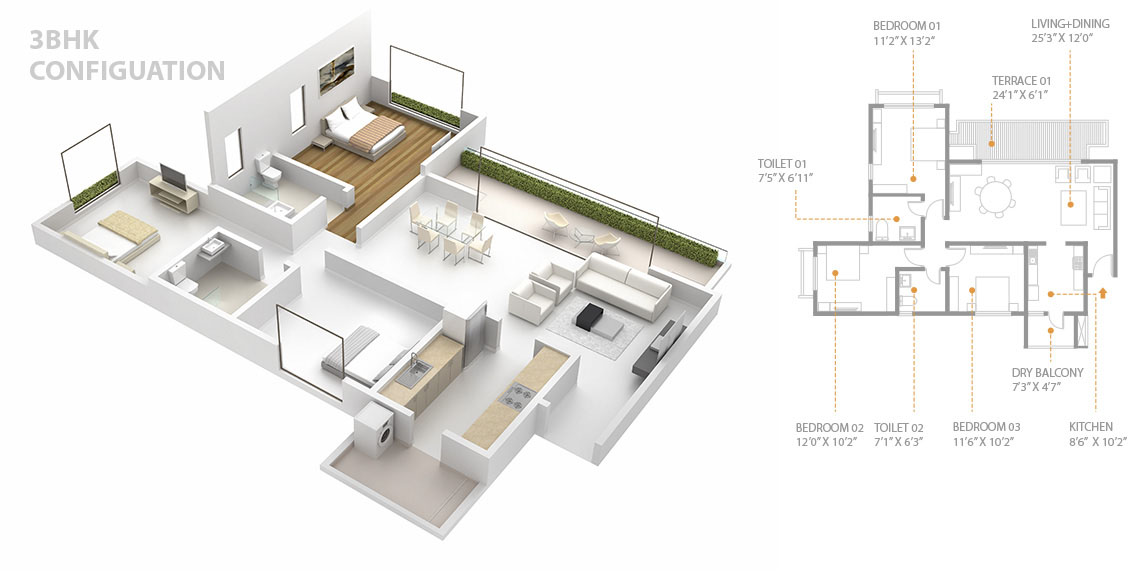 3BHK
CONFIGUATION
BEDROOM 01
11’2” X 13’2”
LIVING+DINING
25’3” X 12’0”
TERRACE 01
24’1” X 6’1”
TOILET 01
7’5” X 6’11”
DRY BALCONY
7’3” X 4’7”
BEDROOM 02
12’0” X 10’2”
TOILET 02
7’1” X 6’3”
BEDROOM 03
11’6” X 10’2”
KITCHEN
8’6” X 10’2”